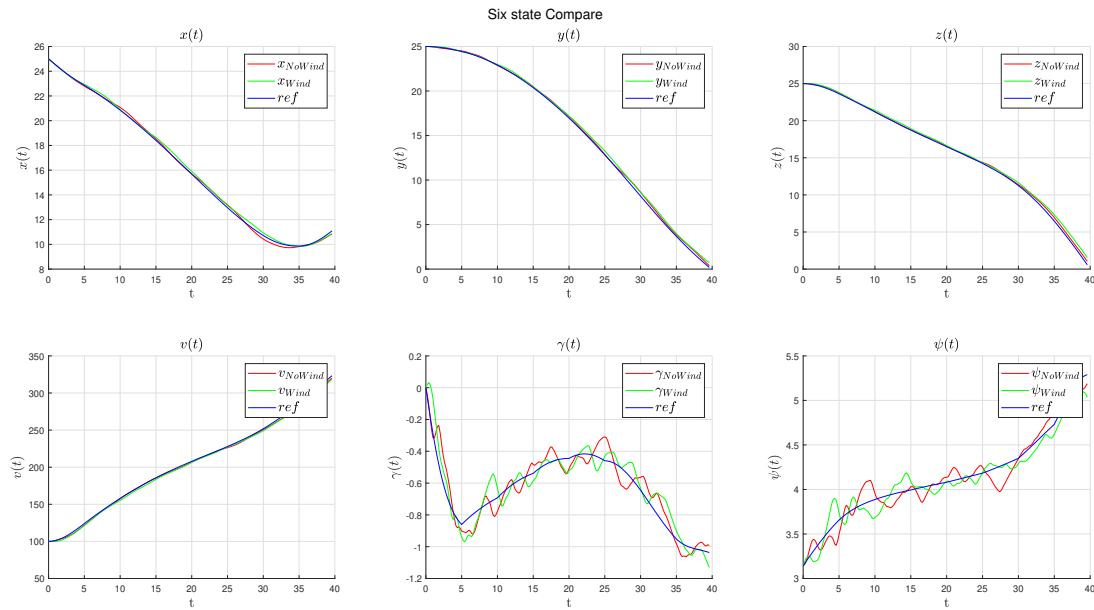 Six state Compare
x(t)
26
24
22
20
18
16
14
12
10
8
x(t)
0 5 10 15 20 25 30 35 40
t
x_NoWind
x_Wind
ref
y(t)
25
20
15
10
5
0
y(t)
0 5 10 15 20 25 30 35 40
t
y_NoWind
y_Wind
ref
z(t)
30
25
20
15
10
5
0
z(t)
0 5 10 15 20 25 30 35 40
t
z_NoWind
z_Wind
ref
v(t)
350
300
250
200
150
100
50
v(t)
0 5 10 15 20 25 30 35 40
t
v_NoWind
v_Wind
ref
γ(t)
0.2
0
-0.2
-0.4
-0.6
-0.8
-1
-1.2
γ(t)
0 5 10 15 20 25 30 35 40
t
γ_NoWind
γ_Wind
ref
ψ(t)
5.5
5
4.5
4
3.5
3
ψ(t)
0 5 10 15 20 25 30 35 40
t
ψ_NoWind
ψ_Wind
ref